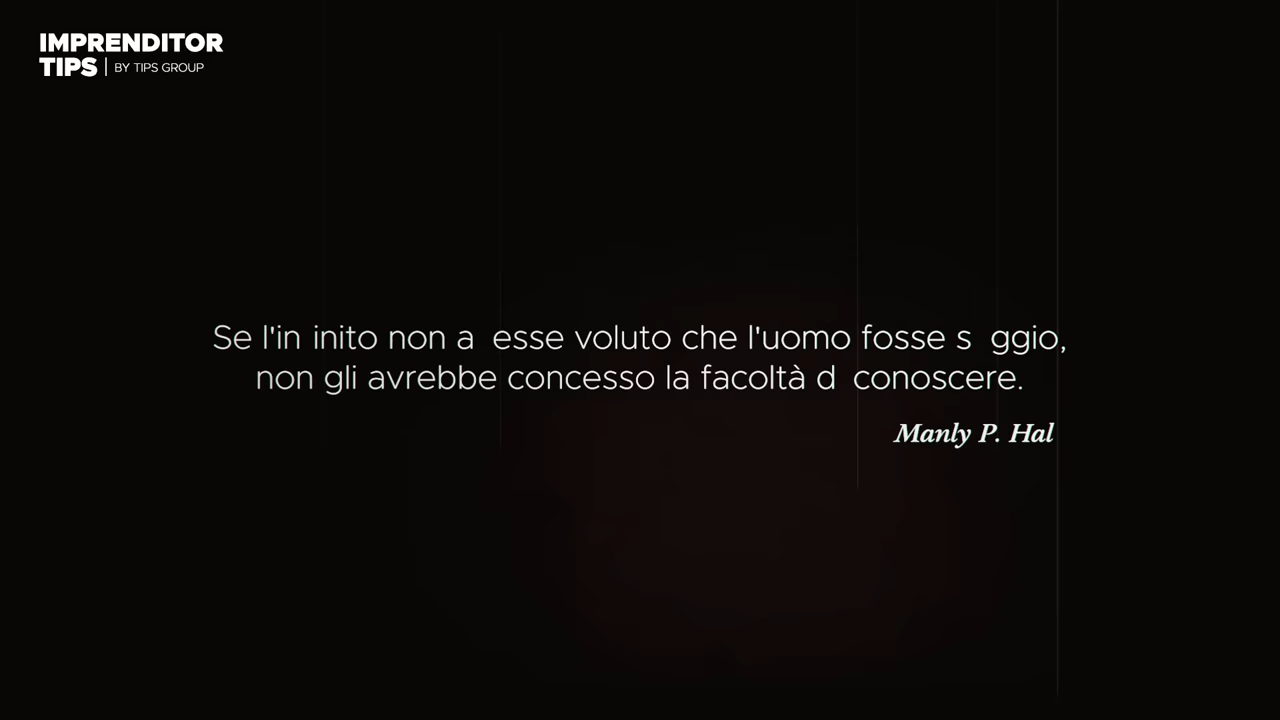 IMPRENDITOR
TIPS | BY TIPS GROUP
Se l'in inito non a esse voluto che l'uomo fosse s ggio,
non gli avrebbe concesso la facoltà d conoscere.
Manly P. Hal